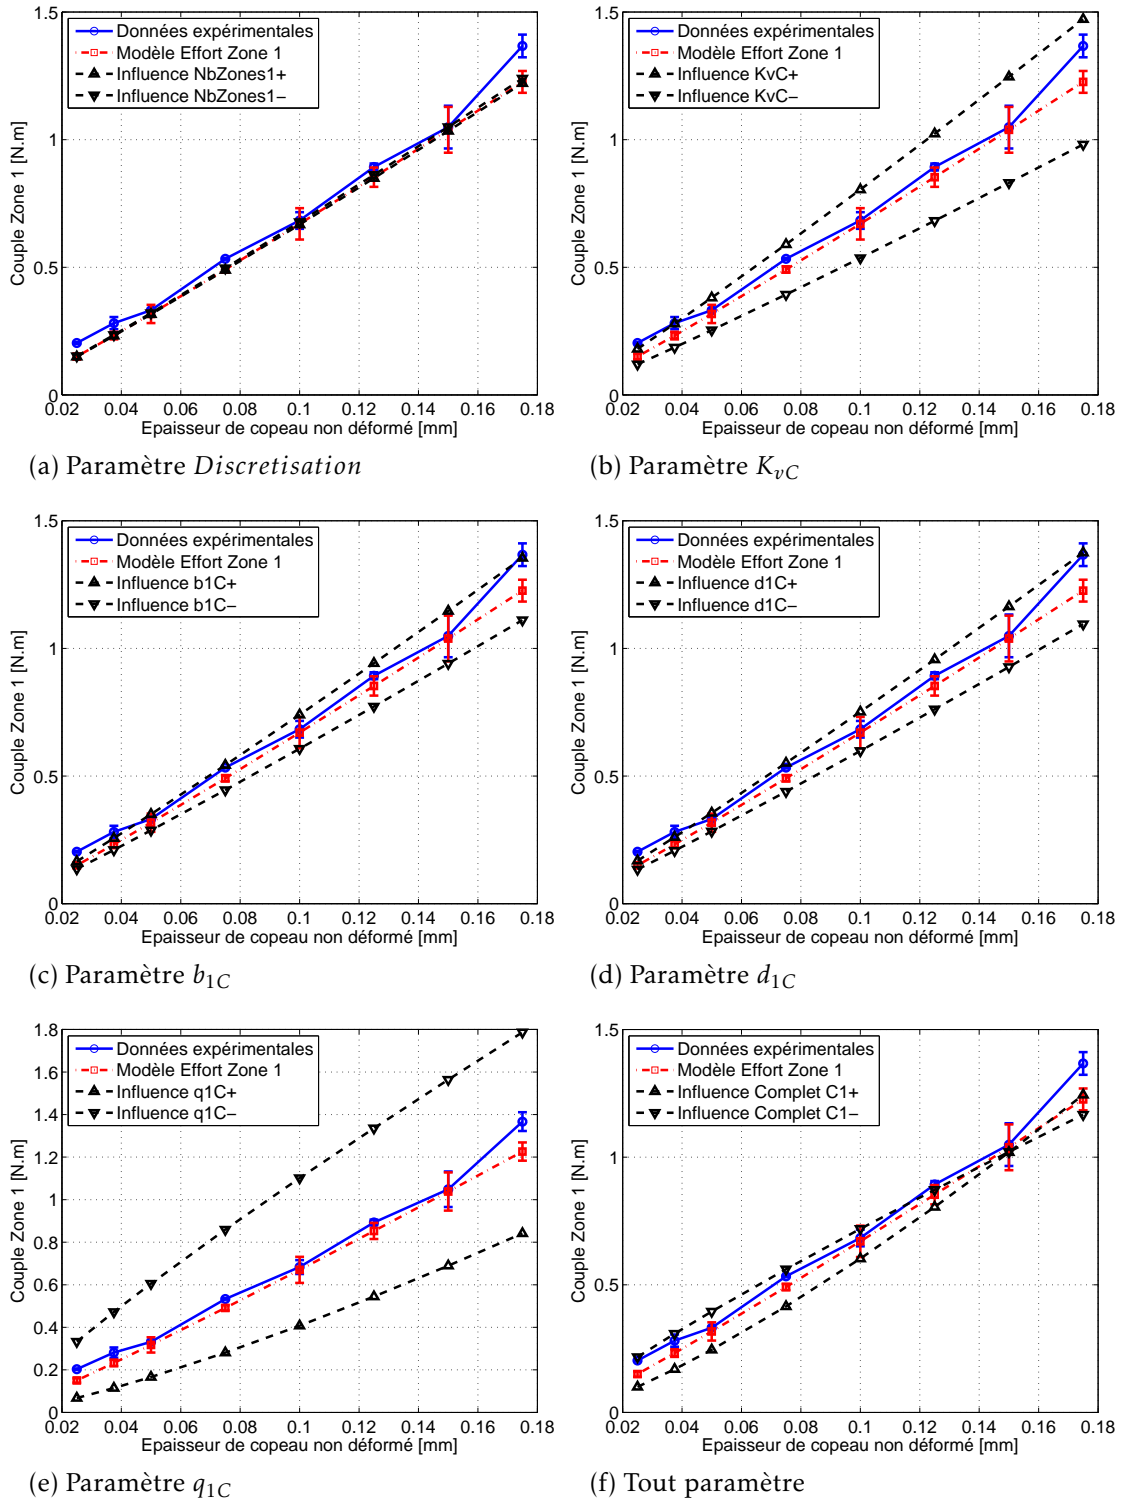 1.5
1
0.5
0
Couple Zone 1 [N.m]
Données expérimentales
Modèle Effort Zone 1
Influence NbZones1+
Influence NbZones1−
0.02 0.04 0.06 0.08 0.1 0.12 0.14 0.16 0.18
Epaisseur de copeau non déformé [mm]
(a) Paramètre Discretisation
1.5
1
0.5
0
Couple Zone 1 [N.m]
Données expérimentales
Modèle Effort Zone 1
Influence KvC+
Influence KvC−
0.02 0.04 0.06 0.08 0.1 0.12 0.14 0.16 0.18
Epaisseur de copeau non déformé [mm]
(b) Paramètre KvC
1.5
1
0.5
0
Couple Zone 1 [N.m]
Données expérimentales
Modèle Effort Zone 1
Influence b1C+
Influence b1C−
0.02 0.04 0.06 0.08 0.1 0.12 0.14 0.16 0.18
Epaisseur de copeau non déformé [mm]
(c) Paramètre b1C
1.5
1
0.5
0
Couple Zone 1 [N.m]
Données expérimentales
Modèle Effort Zone 1
Influence d1C+
Influence d1C−
0.02 0.04 0.06 0.08 0.1 0.12 0.14 0.16 0.18
Epaisseur de copeau non déformé [mm]
(d) Paramètre d1C
1.8
1.6
1.4
1.2
1
0.8
0.6
0.4
0.2
0
Couple Zone 1 [N.m]
Données expérimentales
Modèle Effort Zone 1
Influence q1C+
Influence q1C−
0.02 0.04 0.06 0.08 0.1 0.12 0.14 0.16 0.18
Epaisseur de copeau non déformé [mm]
(e) Paramètre q1C
1.5
1
0.5
0
Couple Zone 1 [N.m]
Données expérimentales
Modèle Effort Zone 1
Influence Complet C1+
Influence Complet C1−
0.02 0.04 0.06 0.08 0.1 0.12 0.14 0.16 0.18
Epaisseur de copeau non déformé [mm]
(f) Tout paramètre